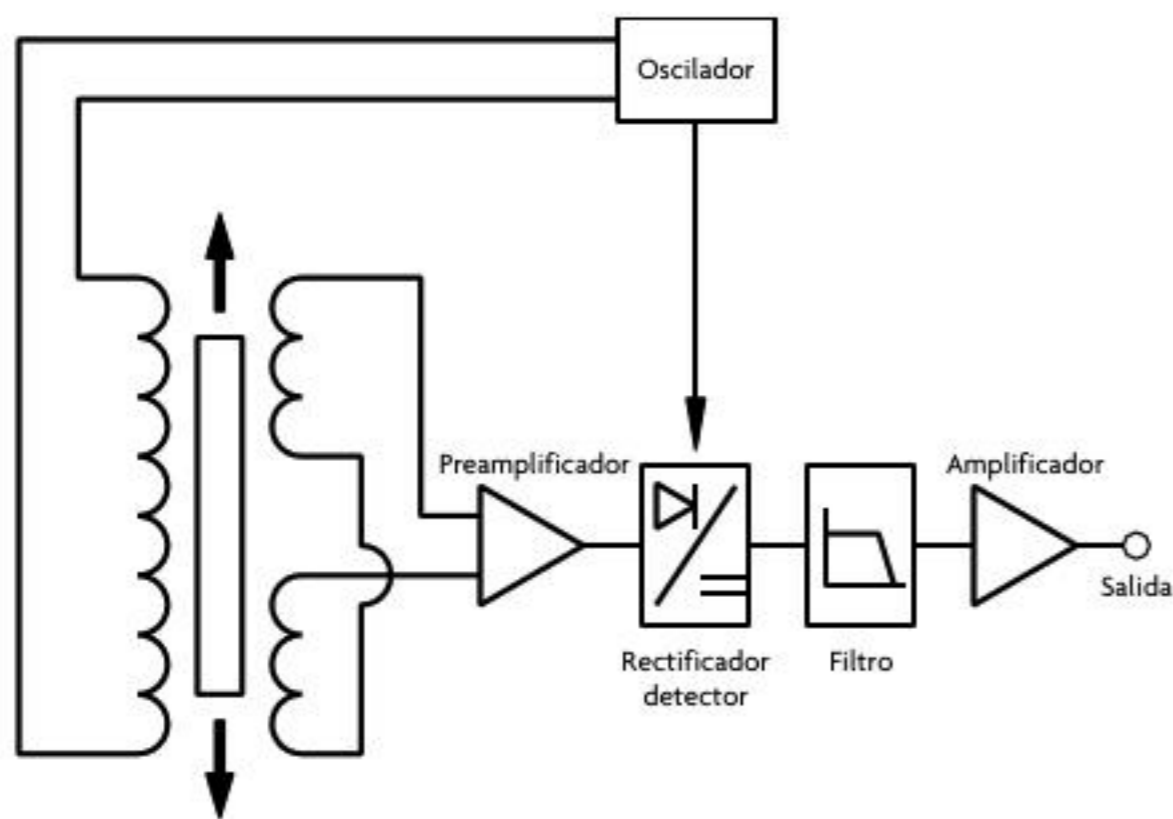 Oscilador
Preamplificador
Amplificador
Salida
Rectificador
detector
Filtro